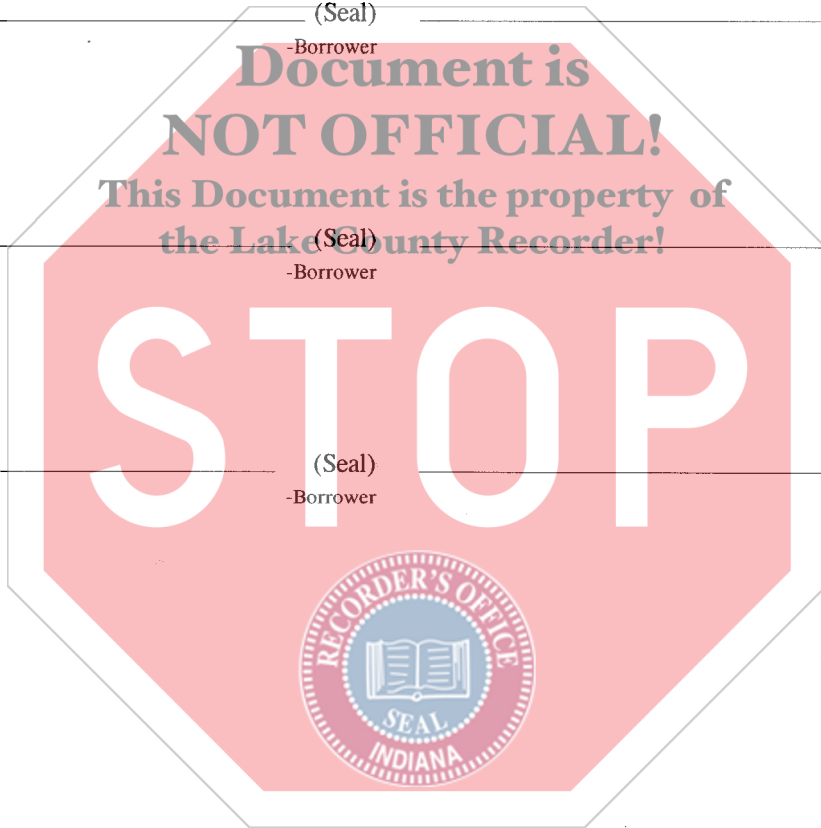 (Seal)
-Borrower
Document is
NOT OFFICIAL!
This Document is the property of
the Lake County Recorder!
(Seal)
-Borrower
STOP
(Seal)
-Borrower
RECORDER'S OFFICE
SEAL
INDIANA